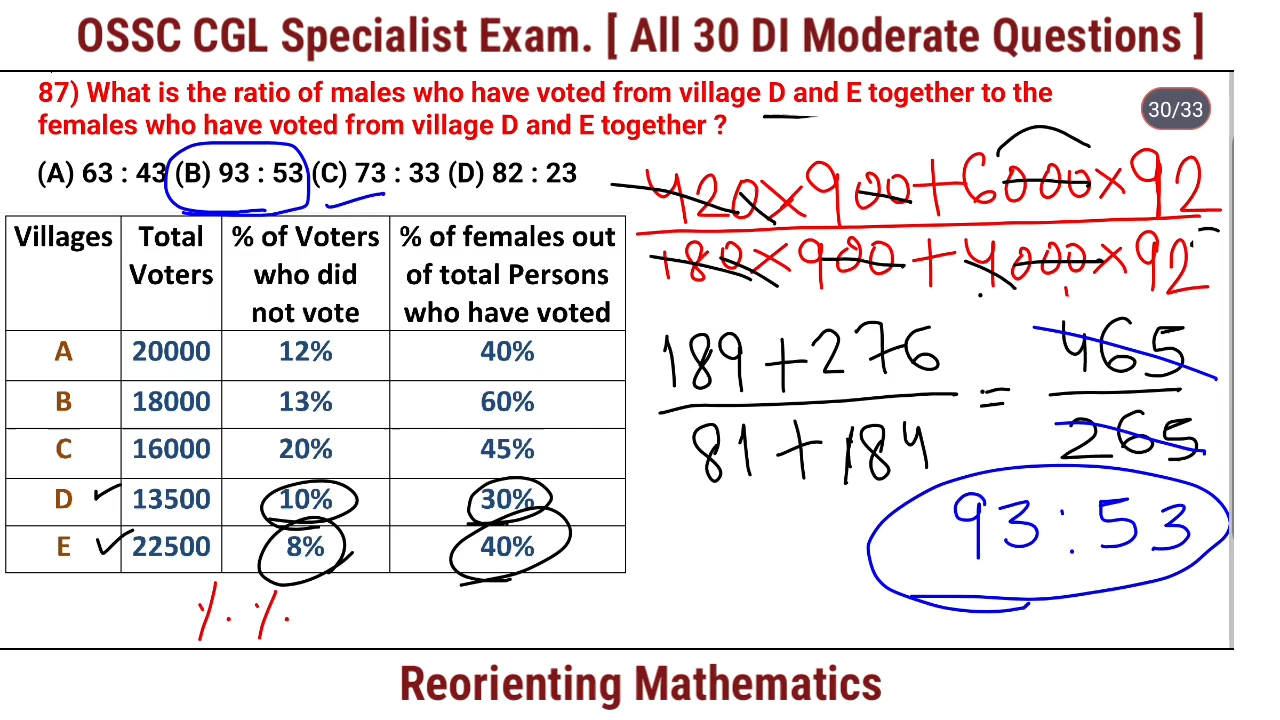 OSSC CGL Specialist Exam. [ All 30 DI Moderate Questions ]
87) What is the ratio of males who have voted from village D and E together to the
females who have voted from village D and E together ?
30/33
(A) 63 : 43 (B) 93 : 53 (C) 73 : 33 (D) 82 : 23
420×900+6000×92
180×900+4000×92
Villages Total Voters % of Voters who did not vote % of females out of total Persons who have voted
A 20000 12% 40%
B 18000 13% 60%
C 16000 20% 45%
D 13500 10% 30%
E 22500 8% 40%
189+276 = 465
81+184 265
93:53
%. %.
Reorienting Mathematics